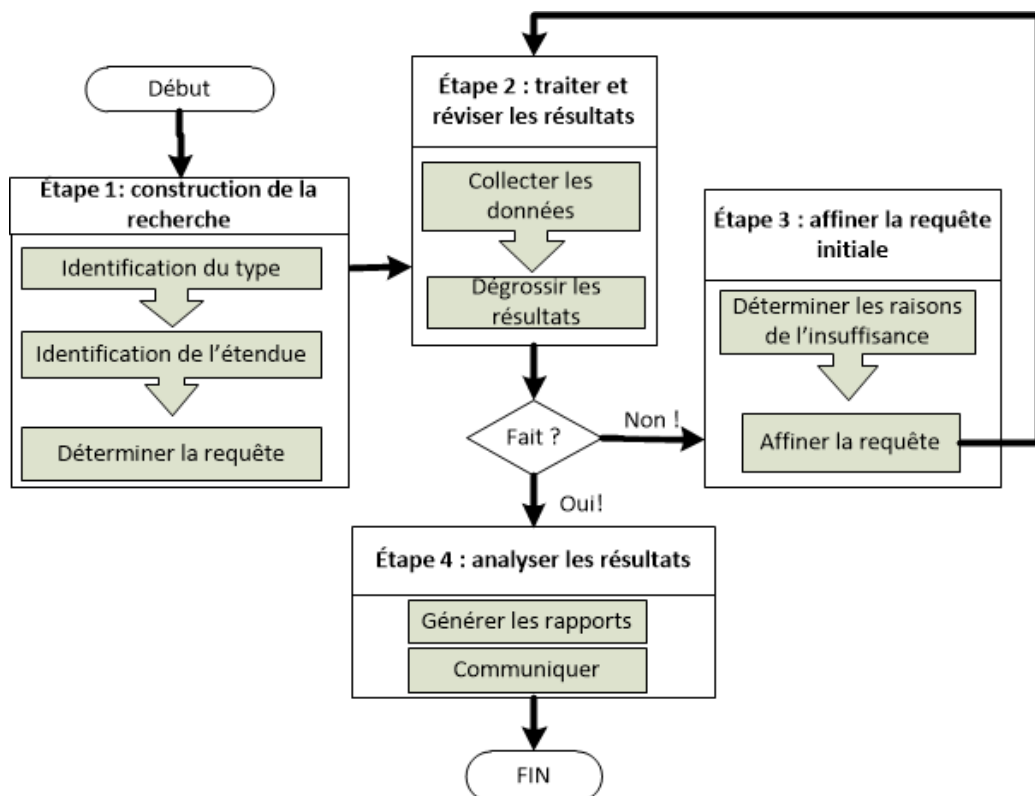 Début
Étape 1: construction de la
recherche
Identification du type
Identification de l’étendue
Déterminer la requête
Étape 2 : traiter et
réviser les résultats
Collecter les
données
Dégrossir les
résultats
Fait ?
Non !
Oui!
Étape 3 : affiner la requête
initiale
Déterminer les raisons
de l’insuffisance
Affiner la requête
Étape 4 : analyser les résultats
Générer les rapports
Communiquer
FIN